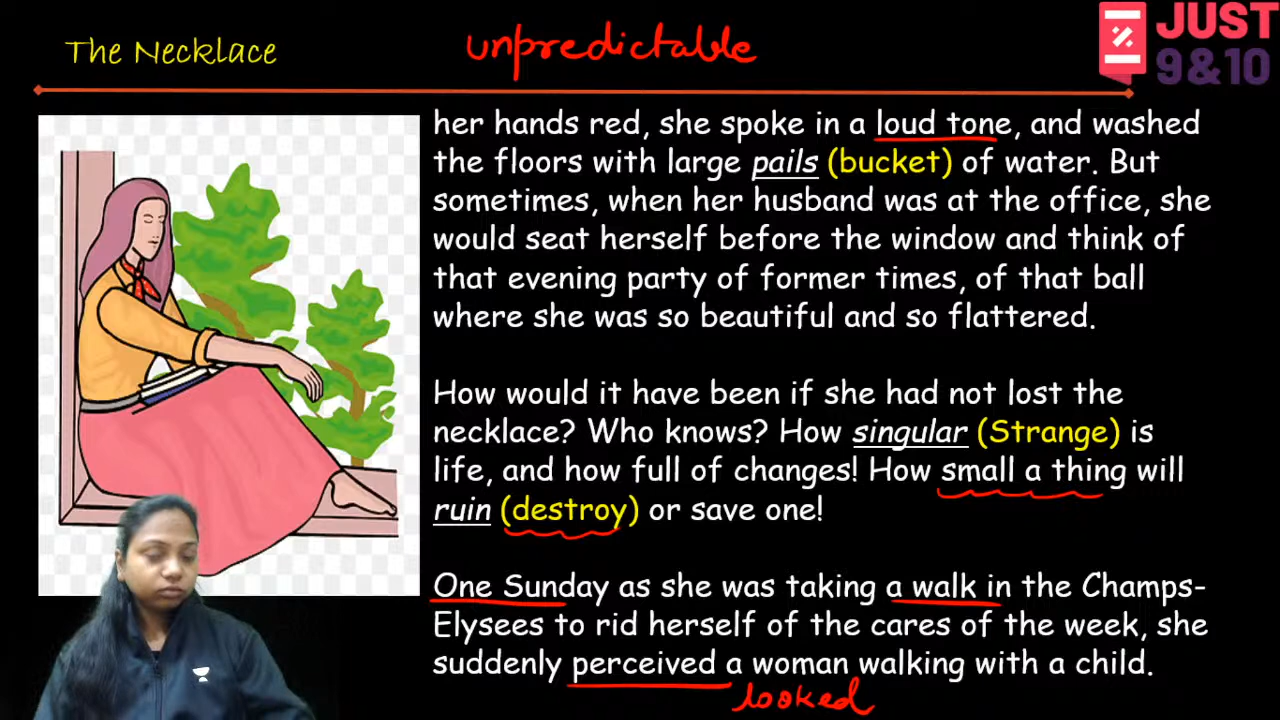 The Necklace
unpredictable
JUST
9&10
her hands red, she spoke in a loud tone, and washed
the floors with large pails (bucket) of water. But
sometimes, when her husband was at the office, she
would seat herself before the window and think of
that evening party of former times, of that ball
where she was so beautiful and so flattered.
How would it have been if she had not lost the
necklace? Who knows? How singular (Strange) is
life, and how full of changes! How small a thing will
ruin (destroy) or save one!
One Sunday as she was taking a walk in the Champs-
Elysees to rid herself of the cares of the week, she
suddenly perceived a woman walking with a child.
looked